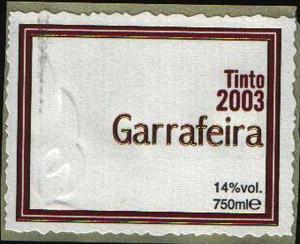 Tinto
2003
Garrafeira
14%vol.
750ml℮